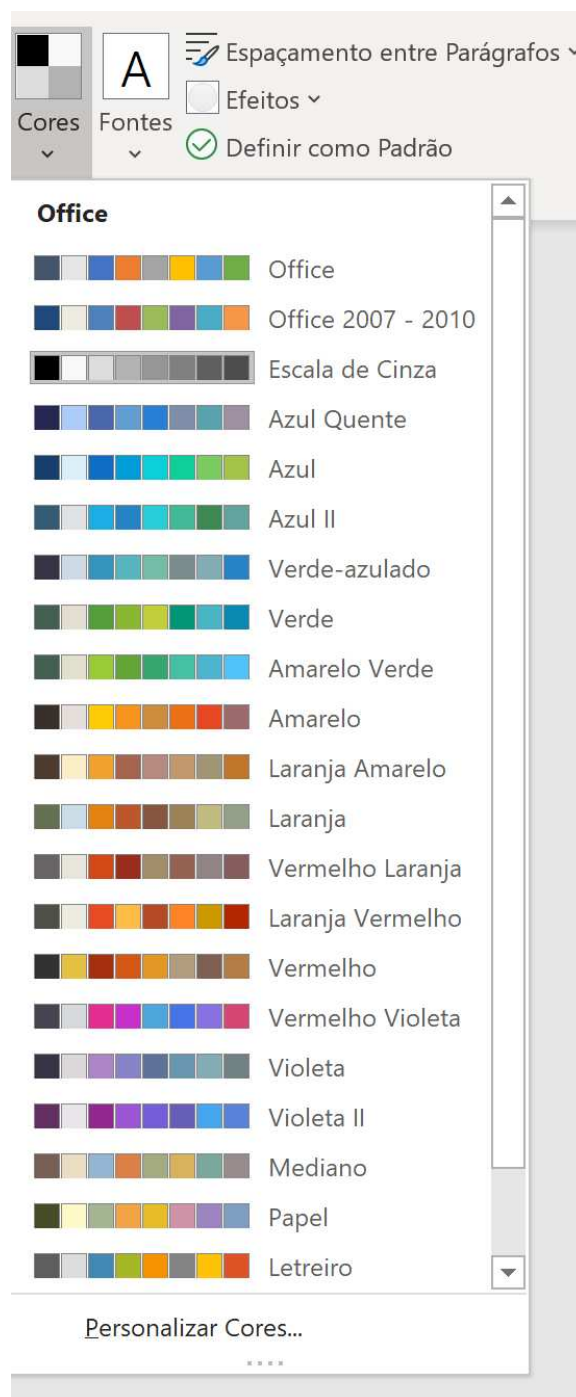 Cores
Fontes
A
Espaçamento entre Parágrafos
Efeitos
Definir como Padrão
Office
Office
Office 2007 - 2010
Escala de Cinza
Azul Quente
Azul
Azul II
Verde-azulado
Verde
Amarelo Verde
Amarelo
Laranja Amarelo
Laranja
Vermelho Laranja
Laranja Vermelho
Vermelho
Vermelho Violeta
Violeta
Violeta II
Mediano
Papel
Letreiro
Personalizar Cores...